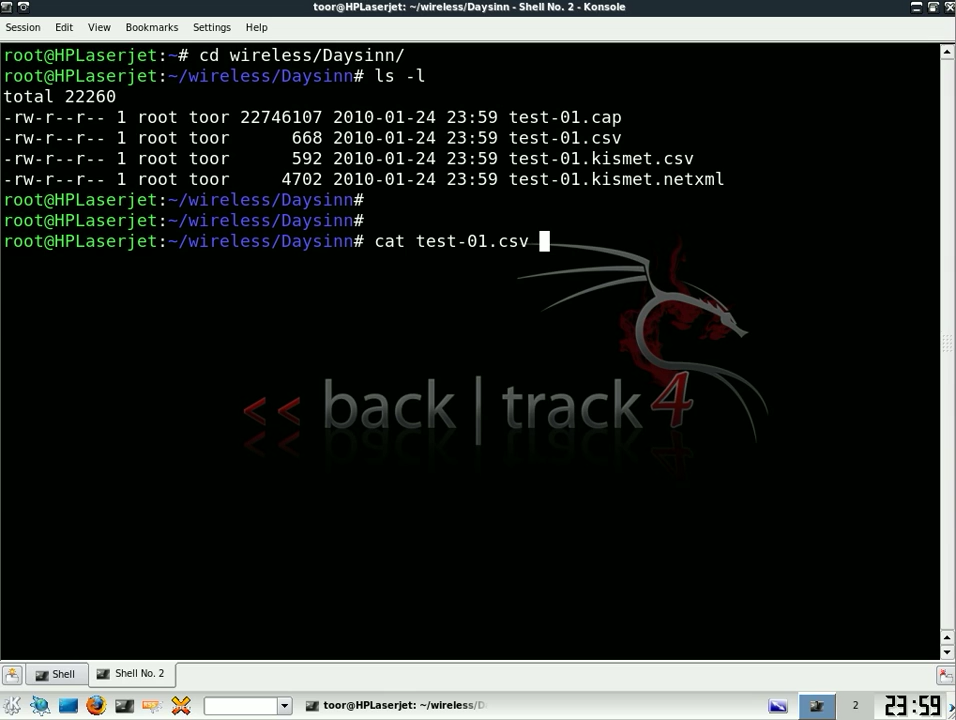 toor@HPLaserjet: ~/wireless/Daysinn - Shell No. 2 - Konsole
Session Edit View Bookmarks Settings Help
root@HPLaserjet:~# cd wireless/Daysinn/
root@HPLaserjet:~/wireless/Daysinn# ls -l
total 22260
-rw-r--r-- 1 root toor 22746107 2010-01-24 23:59 test-01.cap
-rw-r--r-- 1 root toor      668 2010-01-24 23:59 test-01.csv
-rw-r--r-- 1 root toor      592 2010-01-24 23:59 test-01.kismet.csv
-rw-r--r-- 1 root toor     4702 2010-01-24 23:59 test-01.kismet.netxml
root@HPLaserjet:~/wireless/Daysinn#
root@HPLaserjet:~/wireless/Daysinn#
root@HPLaserjet:~/wireless/Daysinn# cat test-01.csv
<< back | track 4
Shell Shell No. 2
toor@HPLaserjet: ~/wireless/D 2 23:59